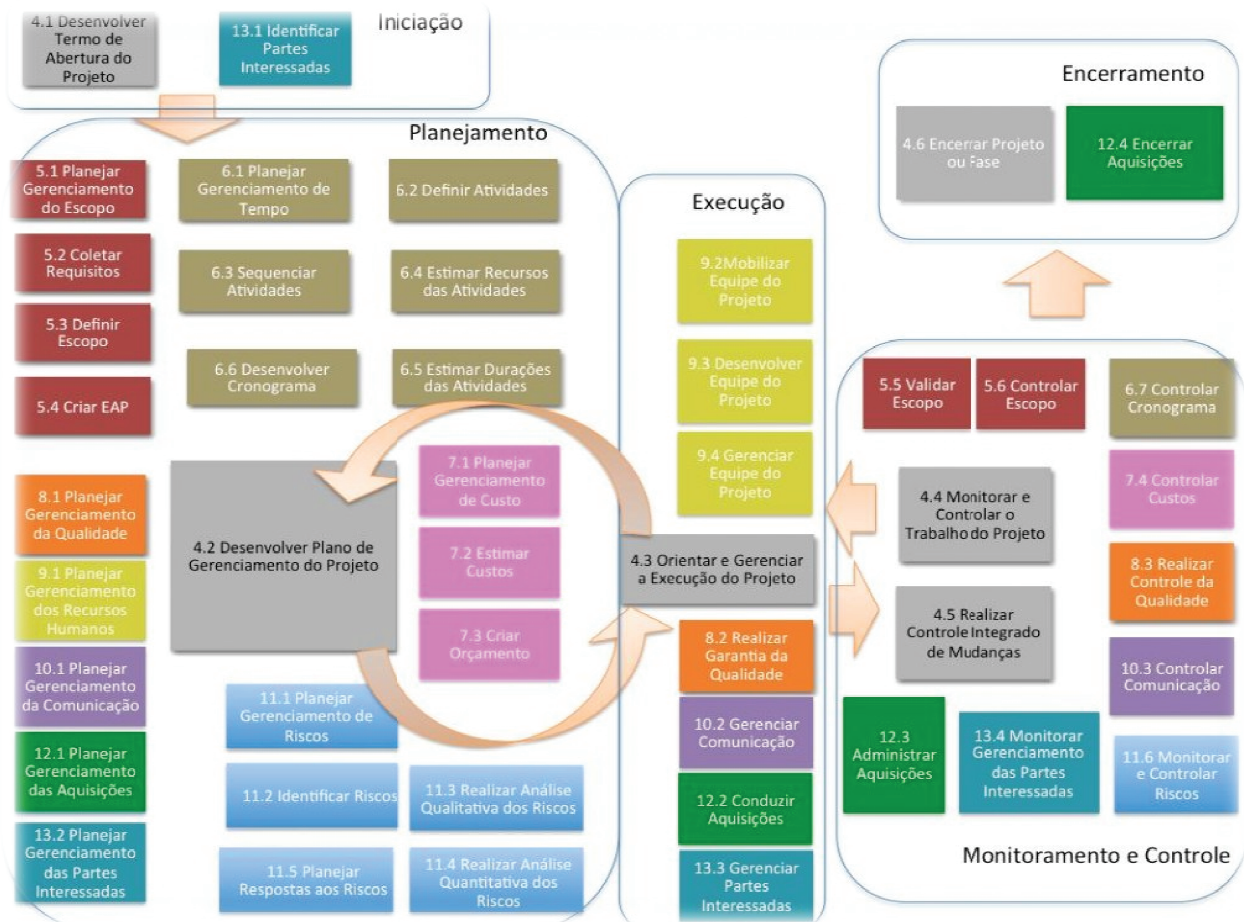 4.1 Desenvolver
Termo de
Abertura do
Projeto
13.1 Identificar
Partes
Interessadas
Iniciação
Planejamento
5.1 Planejar
Gerenciamento
do Escopo
6.1 Planejar
Gerenciamento de
Tempo
6.2 Definir Atividades
5.2 Coletar
Requisitos
6.3 Sequenciar
Atividades
6.4 Estimar Recursos
das Atividades
5.3 Definir
Escopo
6.6 Desenvolver
Cronograma
6.5 Estimar Durações
das Atividades
5.4 Criar EAP
8.1 Planejar
Gerenciamento
da Qualidade
4.2 Desenvolver Plano de
Gerenciamento do Projeto
7.1 Planejar
Gerenciamento
de Custo
7.2 Estimar
Custos
7.3 Criar
Orçamento
9.1 Planejar
Gerenciamento
dos Recursos
Humanos
10.1 Planejar
Gerenciamento
da Comunicação
11.1 Planejar
Gerenciamento de
Riscos
12.1 Planejar
Gerenciamento
das Aquisições
11.2 Identificar Riscos
11.3 Realizar Análise
Qualitativa dos Riscos
13.2 Planejar
Gerenciamento
das Partes
Interessadas
11.5 Planejar
Respostas aos Riscos
11.4 Realizar Análise
Quantitativa dos
Riscos
Execução
9.2Mobilizar
Equipe do
Projeto
9.3 Desenvolver
Equipe do
Projeto
9.4 Gerenciar
Equipe do
Projeto
4.3 Orientar e Gerenciar
a Execução do Projeto
8.2 Realizar
Garantia da
Qualidade
10.2 Gerenciar
Comunicação
12.2 Conduzir
Aquisições
13.3 Gerenciar
Partes
Interessadas
Encerramento
4.6 Encerrar Projeto
ou Fase
12.4 Encerrar
Aquisições
5.5 Validar
Escopo
5.6 Controlar
Escopo
6.7 Controlar
Cronograma
4.4 Monitorar e
Controlar o
Trabalho do Projeto
7.4 Controlar
Custos
8.3 Realizar
Controle da
Qualidade
4.5 Realizar
Controle Integrado
de Mudanças
10.3 Controlar
Comunicação
12.3
Administrar
Aquisições
13.4 Monitorar
Gerenciamento
das Partes
Interessadas
11.6 Monitorar
e Controlar
Riscos
Monitoramento e Controle